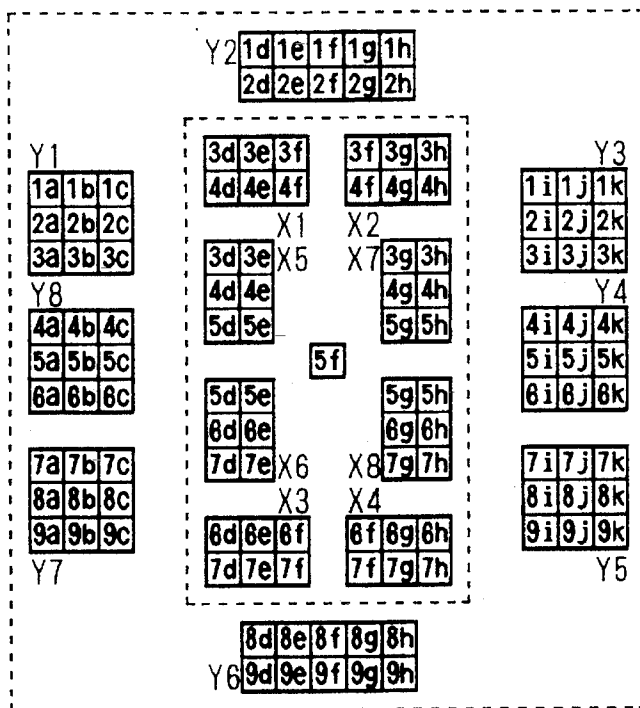 Y2 1d 1e 1f 1g 1h
2d 2e 2f 2g 2h
Y1
1a 1b 1c
2a 2b 2c
3a 3b 3c
Y8
4a 4b 4c
5a 5b 5c
6a 6b 6c
7a 7b 7c
8a 8b 8c
9a 9b 9c
Y7
3d 3e 3f
4d 4e 4f
X1
3f 3g 3h
4f 4g 4h
X2
3d 3e X5
4d 4e
5d 5e
X7 3g 3h
4g 4h
5g 5h
5f
5d 5e
6d 6e
7d 7e X6
5g 5h
6g 6h
X8 7g 7h
X3
6d 6e 6f
7d 7e 7f
X4
6f 6g 6h
7f 7g 7h
Y3
1i 1j 1k
2i 2j 2k
3i 3j 3k
Y4
4i 4j 4k
5i 5j 5k
6i 6j 6k
7i 7j 7k
8i 8j 8k
9i 9j 9k
Y5
8d 8e 8f 8g 8h
Y6 9d 9e 9f 9g 9h